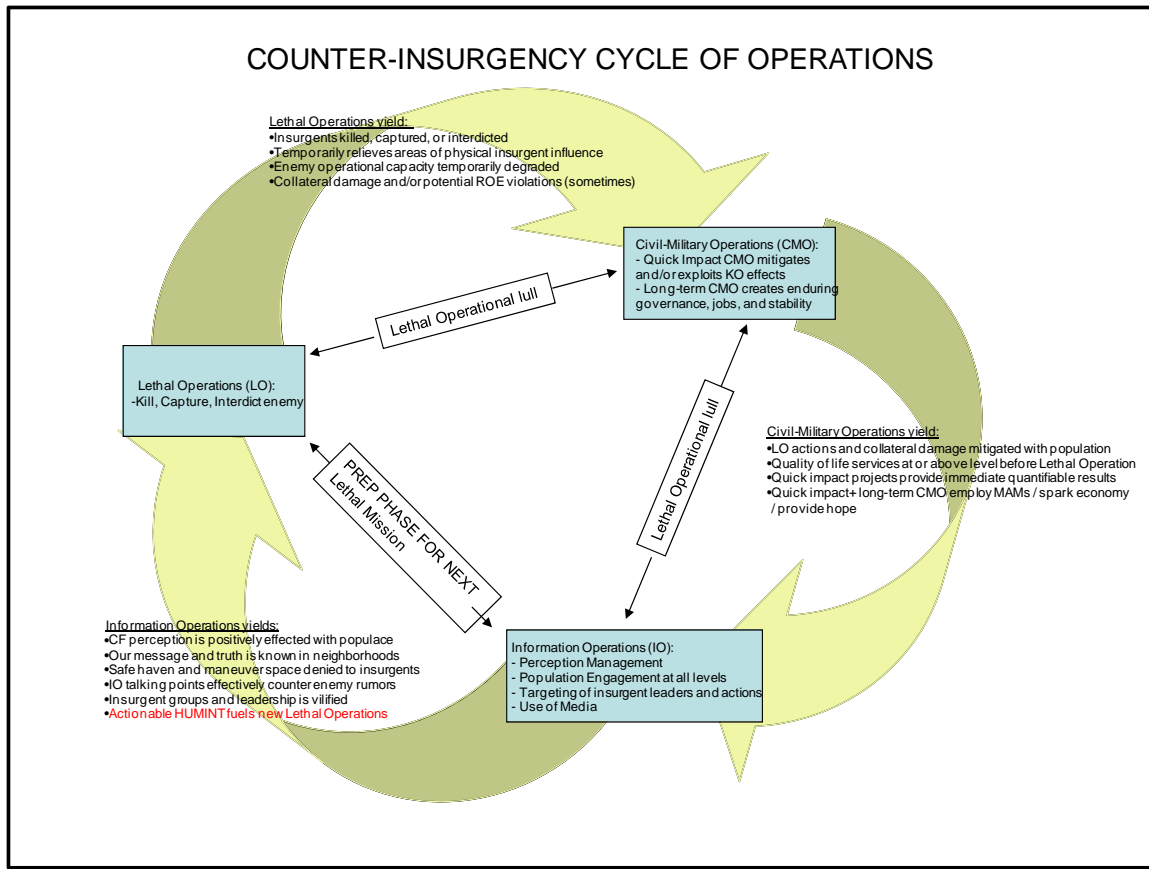 COUNTER-INSURGENCY CYCLE OF OPERATIONS
Lethal Operations yield:
•Insurgents killed, captured, or interdicted
•Temporarily relieves areas of physical insurgent influence
•Enemy operational capacity temporarily degraded
•Collateral damage and/or potential ROE violations (sometimes)
Civil-Military Operations (CMO):
- Quick Impact CMO mitigates
and/or exploits KO effects
- Long-term CMO creates enduring
governance, jobs, and stability
Lethal Operational lull
Lethal Operations (LO):
-Kill, Capture, Interdict enemy
Lethal Operational lull
Civil-Military Operations yield:
•LO actions and collateral damage mitigated with population
•Quality of life services at or above level before Lethal Operation
•Quick impact projects provide immediate quantifiable results
•Quick impact + long-term CMO employ MAMs / spark economy
/ provide hope
PREP PHASE FOR NEXT
Lethal Mission
Information Operations yields:
•CF perception is positively effected with populace
•Our message and truth is known in neighborhoods
•Safe haven and maneuver space denied to insurgents
•IO talking points effectively counter enemy rumors
•Insurgent groups and leadership is vilified
•Actionable HUMINT fuels new Lethal Operations
Information Operations (IO):
- Perception Management
- Population Engagement at all levels
- Targeting of insurgent leaders and actions
- Use of Media